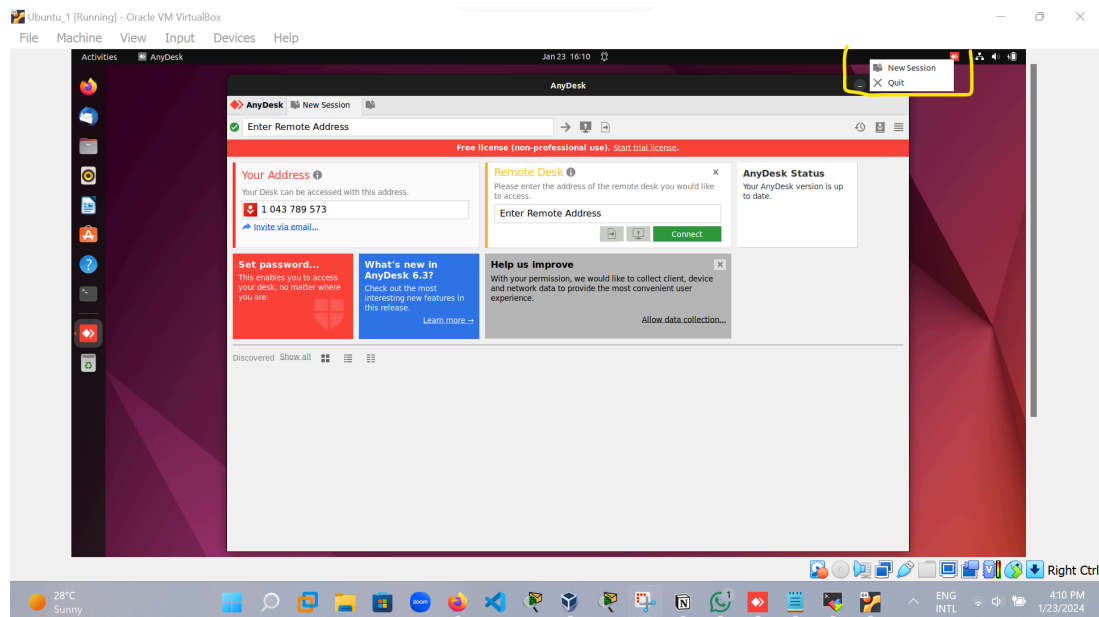 Ubuntu_1 [Running] - Oracle VM VirtualBox
File Machine View Input Devices Help
Activities AnyDesk Jan 23 16:10
New Session
Quit
AnyDesk
AnyDesk New Session
Enter Remote Address
Free license (non-professional use). Start trial license.
Your Address
Your Desk can be accessed with this address.
1 043 789 573
Invite via email...
Remote Desk
Please enter the address of the remote desk you would like
to access.
Enter Remote Address
Connect
AnyDesk Status
Your AnyDesk version is up
to date.
Set password...
This enables you to access
your desk, no matter where
you are.
What's new in
AnyDesk 6.3?
Check out the most
interesting new features in
this release.
Learn more →
Help us improve
With your permission, we would like to collect client, device
and network data to provide the most convenient user
experience.
Allow data collection...
Discovered Show all
Right Ctrl
28°C
Sunny
zoom
1
ENG
INTL
4:10 PM
1/23/2024